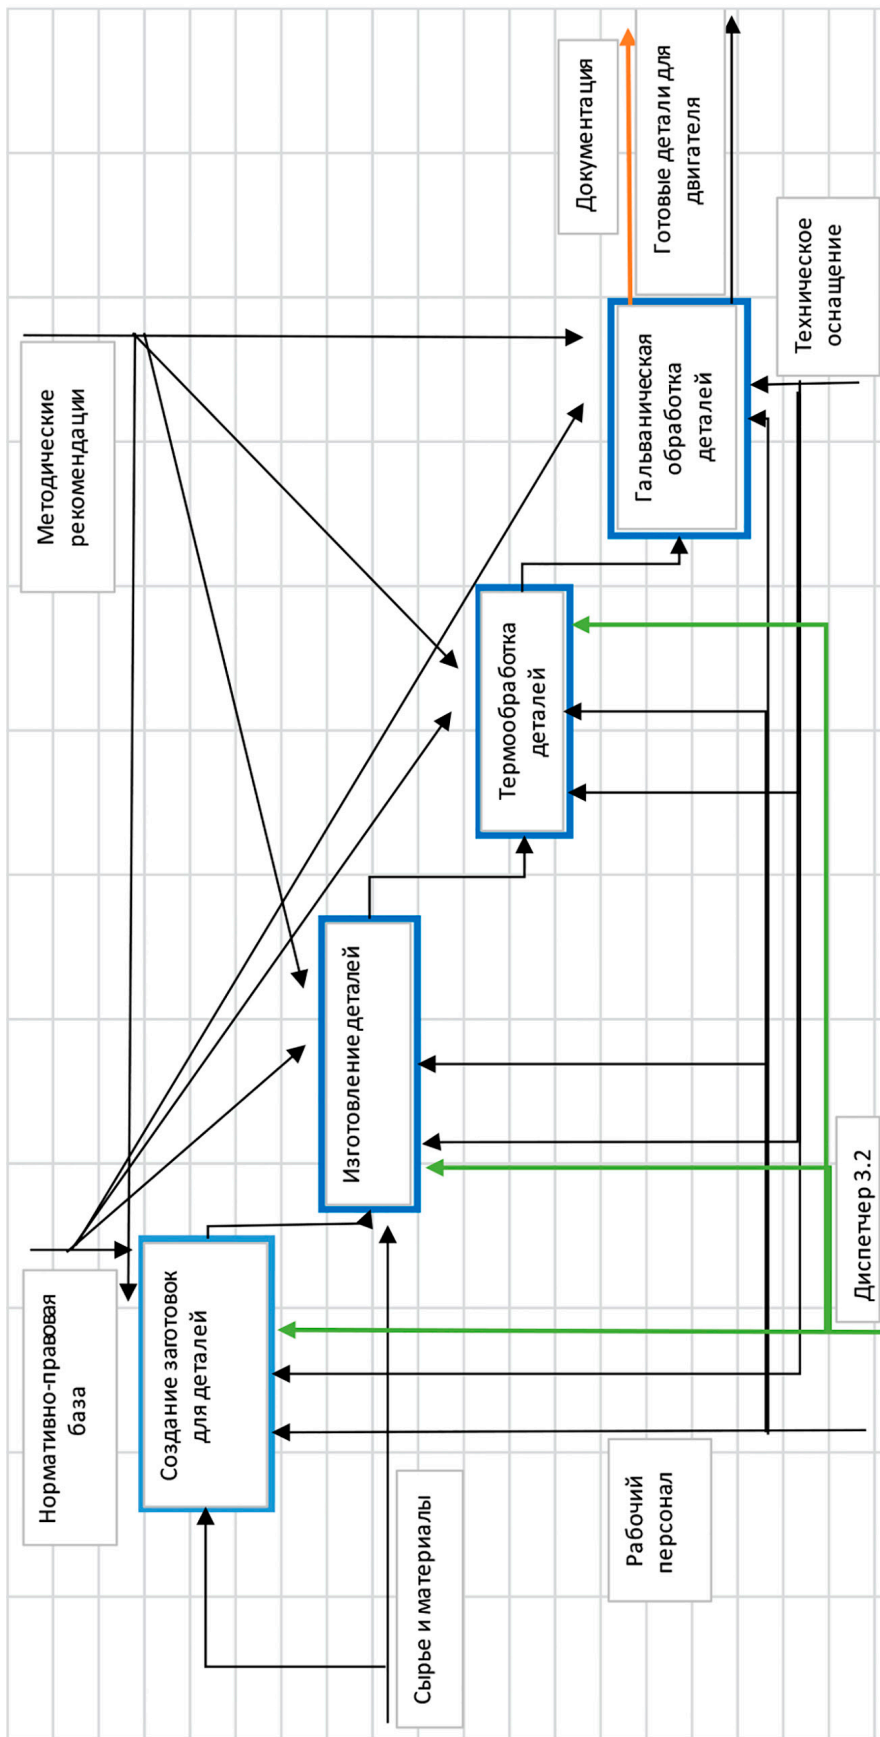 Нормативно-правовая
база
Методические
рекомендации
Создание заготовок
для деталей
Изготовление деталей
Термообработка
деталей
Гальваническая
обработка
деталей
Документация
Готовые детали для
двигателя
Сырье и материалы
Рабочий
персонал
Диспетчер 3.2
Техническое
оснащение